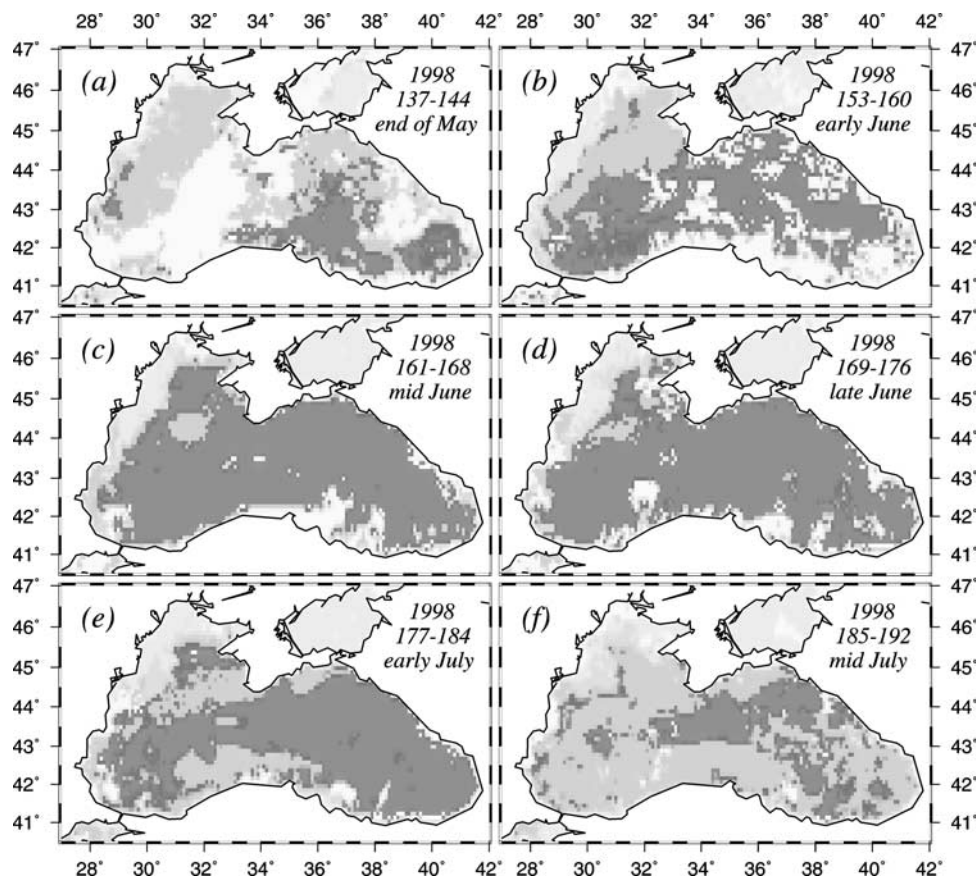 28° 30° 32° 34° 36° 38° 40° 42° 28° 30° 32° 34° 36° 38° 40° 42°
47° 47°
46° 46°
45° 45°
44° 44°
43° 43°
42° 42°
41° 41°
(a) 1998
137-144
end of May
(b) 1998
153-160
early June
47° 47°
46° 46°
45° 45°
44° 44°
43° 43°
42° 42°
41° 41°
(c) 1998
161-168
mid June
(d) 1998
169-176
late June
47° 47°
46° 46°
45° 45°
44° 44°
43° 43°
42° 42°
41° 41°
(e) 1998
177-184
early July
(f) 1998
185-192
mid July
28° 30° 32° 34° 36° 38° 40° 42° 28° 30° 32° 34° 36° 38° 40° 42°